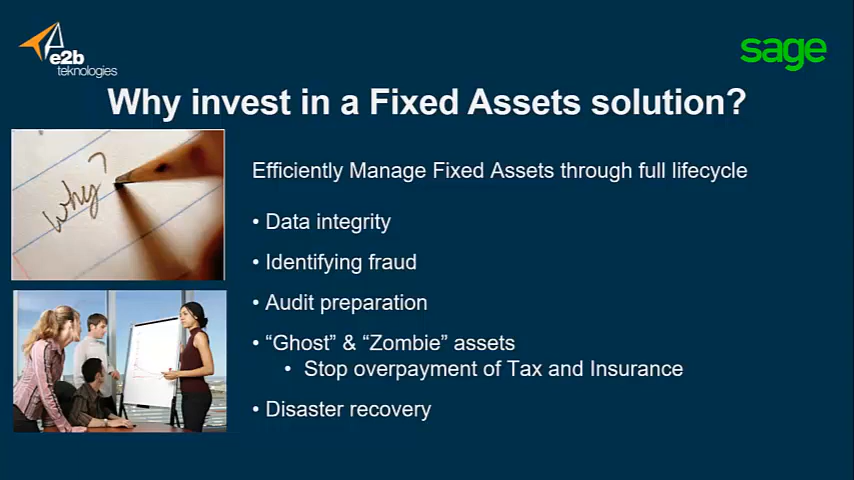 e2b
teknologies
sage
Why invest in a Fixed Assets solution?
why?
Efficiently Manage Fixed Assets through full lifecycle
• Data integrity
• Identifying fraud
• Audit preparation
• “Ghost” & “Zombie” assets
• Stop overpayment of Tax and Insurance
• Disaster recovery